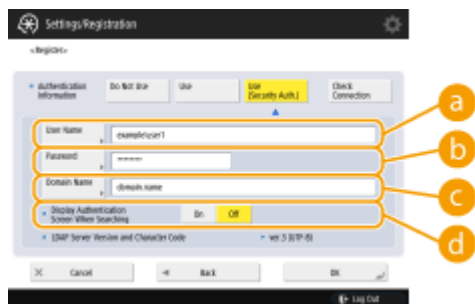 Settings/Registration
<Register>
Authentication Information
Do Not Use
Use
Use (Security Auth.)
Check Connection
User Name
example\user1
a
Password
********
b
Domain Name
domain.name
c
Display Authentication Screen When Searching
On
Off
d
LDAP Server Version and Character Code
ver.3 (UTF-8)
Cancel
Back
OK
Log Out